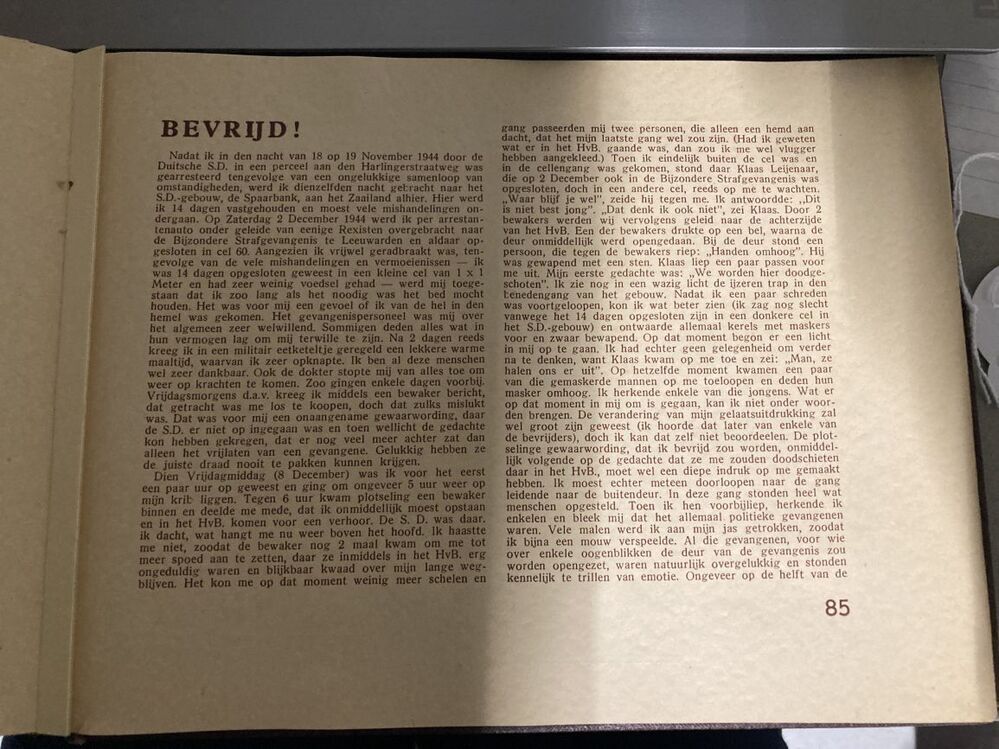 BEVRIJD!
Nadat ik in den nacht van 18 op 19 November 1944 door de
Duitsche S.D. in een perceel aan den Harlingerstraatweg was
gearresteerd tengevolge van een ongelukkige samenloop van
omstandigheden, werd ik dienzelfden nacht gebracht naar het
S.D.-gebouw, de Spaarbank, aan het Zaailand alhier. Hier werd
ik 14 dagen vastgehouden en moest vele mishandelingen on-
dergaan. Op Zaterdag 2 December 1944 werd ik per arrestan-
tenauto onder geleide van eenige Rexisten overgebracht naar
de Bijzondere Strafgevangenis te Leeuwarden en aldaar op-
gesloten in cel 60. Aangezien ik vrijwel geradbraakt was, ten-
gevolge van de vele mishandelingen en vermoeienissen — ik
was 14 dagen opgesloten geweest in een kleine cel van 1 x 1
Meter en had zeer weinig voedsel gehad — werd mij toege-
staan dat ik zoo lang als het noodig was het bed mocht
houden. Het was voor mij een gevoel of ik van de hel in den
hemel was gekomen. Het gevangenispersoneel was mij over
het algemeen zeer welwillend. Sommigen deden alles wat in
hun vermogen lag om mij terwille te zijn. Na 2 dagen reeds
kreeg ik in een militair eetketeltje geregeld een lekkere warme
maaltijd, waarvan ik zeer opknapte. Ik ben al deze menschen
wel zeer dankbaar. Ook de dokter stopte mij van alles toe om
weer op krachten te komen. Zoo gingen enkele dagen voorbij.
Vrijdagsmorgens d.a.v. kreeg ik middels een bewaker bericht,
dat getracht was me los te koopen, doch dat zulks mislukt
was. Dat was voor mij een onaangename gewaarwording, daar
de S.D. er niet op ingegaan was en toen wellicht de gedachte
kon hebben gekregen, dat er nog veel meer achter zat dan
alleen het vrijlaten van een gevangene. Gelukkig hebben ze
de juiste draad nooit te pakken kunnen krijgen.
Dien Vrijdagmiddag (8 December) was ik voor het eerst
een paar uur op geweest en ging om ongeveer 5 uur weer op
mijn krib liggen. Tegen 6 uur kwam plotseling een bewaker
binnen en deelde me mede, dat ik onmiddellijk moest opstaan
en in het HvB. komen voor een verhoor. De S. D. was daar.
ik dacht, wat hangt me nu weer boven het hoofd. Ik haastte
me niet, zoodat de bewaker nog 2 maal kwam om me tot
meer spoed aan te zetten, daar ze inmiddels in het HvB. erg
ongeduldig waren en blijkbaar kwaad over mijn lange weg-
blijven. Het kon me op dat moment weinig meer schelen en
gang passeerden mij twee personen, die alleen een hemd aan
dacht, dat het mijn laatste gang wel zou zijn. (Had ik geweten
wat er in het HvB. gaande was, dan zou ik me wel vlugger
hebben aangekleed.) Toen ik eindelijk buiten de cel was en
in de cellengang was gekomen, stond daar Klaas Leijenaar,
die op 2 December ook in de Bijzondere Strafgevangenis was
opgesloten, doch in een andere cel, reeds op me te wachten.
„Waar blijf je wel", zeide hij tegen me. Ik antwoordde: „Dit
is niet best jong". „Dat denk ik ook niet", zei Klaas. Door 2
bewakers werden wij vervolgens geleid naar de achterzijde
van het HvB. Een der bewakers drukte op een bel, waarna de
deur onmiddellijk werd opengedaan. Bij de deur stond een
persoon, die tegen de bewakers riep: „Handen omhoog". Hij
was gewapend met een sten. Klaas liep een paar passen voor
me uit. Mijn eerste gedachte was: „We worden hier doodge-
schoten". Ik zie nog in een wazig licht de ijzeren trap in den
benedengang van het gebouw. Nadat ik een paar schreden
was voortgeloopen, kon ik wat beter zien (ik zag nog slecht
vanwege het 14 dagen opgesloten zijn in een donkere cel in
het S.D.-gebouw) en ontwaarde allemaal kerels met maskers
voor en zwaar bewapend. Op dat moment begon er een licht
in mij op te gaan. Ik had echter geen gelegenheid om verder
na te denken, want Klaas kwam op me toe en zei: „Man, ze
halen ons er uit". Op hetzelfde moment kwamen een paar
van die gemaskerde mannen op me toeloopen en deden hun
masker omhoog. Ik herkende enkele van die jongens. Wat er
op dat moment in mij om is gegaan, kan ik niet onder woor-
den brengen. De verandering van mijn gelaatsuitdrukking zal
wel groot zijn geweest (ik hoorde dat later van enkele van
de bevrijders), doch ik kan dat zelf niet beoordeelen. De plot-
selinge gewaarwording, dat ik bevrijd zou worden, onmiddel-
lijk volgende op de gedachte dat ze me zouden doodschieten
daar in het HvB., moet wel een diepe indruk op me gemaakt
hebben. Ik moest echter meteen doorloopen naar de gang
leidende naar de buitendeur. In deze gang stonden heel wat
menschen opgesteld. Toen ik hen voorbijliep, herkende ik
enkelen en bleek mij dat het allemaal politieke gevangenen
waren. Vele malen werd ik aan mijn jas getrokken, zoodat
ik bijna een mouw verspeelde. Al die gevangenen, voor wie
over enkele oogenblikken de deur van de gevangenis zou
worden opengezet, waren natuurlijk overgelukkig en stonden
kennelijk te trillen van emotie. Ongeveer op de helft van de
85